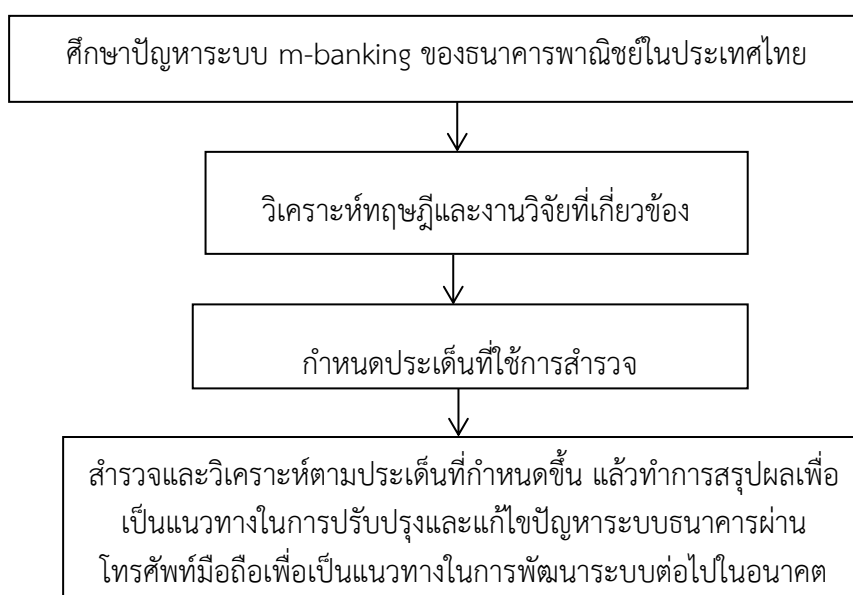 ศึกษาปัญหาระบบ m-banking ของธนาคารพาณิชย์ในประเทศไทย
วิเคราะห์ทฤษฎีและงานวิจัยที่เกี่ยวข้อง
กำหนดประเด็นที่ใช้การสำรวจ
สำรวจและวิเคราะห์ตามประเด็นที่กำหนดขึ้น แล้วทำการสรุปผลเพื่อ
เป็นแนวทางในการปรับปรุงและแก้ไขปัญหาระบบธนาคารผ่าน
โทรศัพท์มือถือเพื่อเป็นแนวทางในการพัฒนาระบบต่อไปในอนาคต